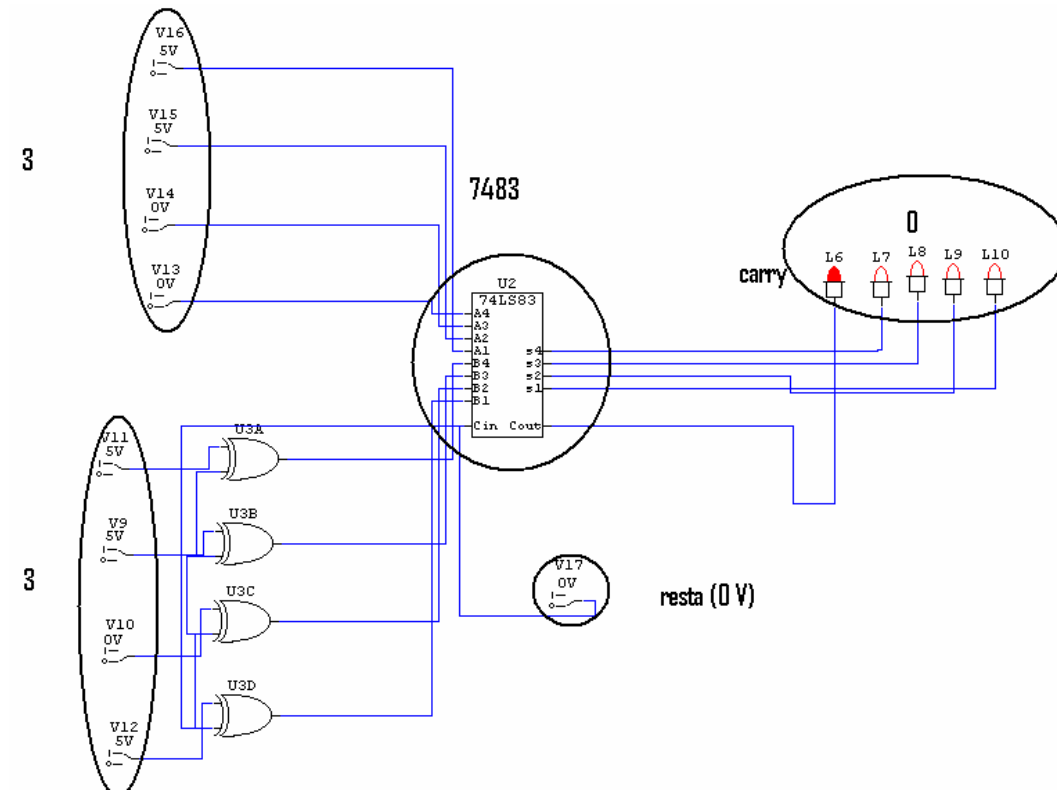 V16
5V
V15
5V
3
V14
0V
V13
0V
7483
U2
74LS83
A4
A3
A2
A1
B4
B3
B2
B1
Cin
s4
s3
s2
s1
Cout
0
L6 L7 L8 L9 L10
carry
V11
5V
V9
5V
3
V10
0V
V12
5V
U3A
U3B
U3C
U3D
V17
0V
resta (0 V)